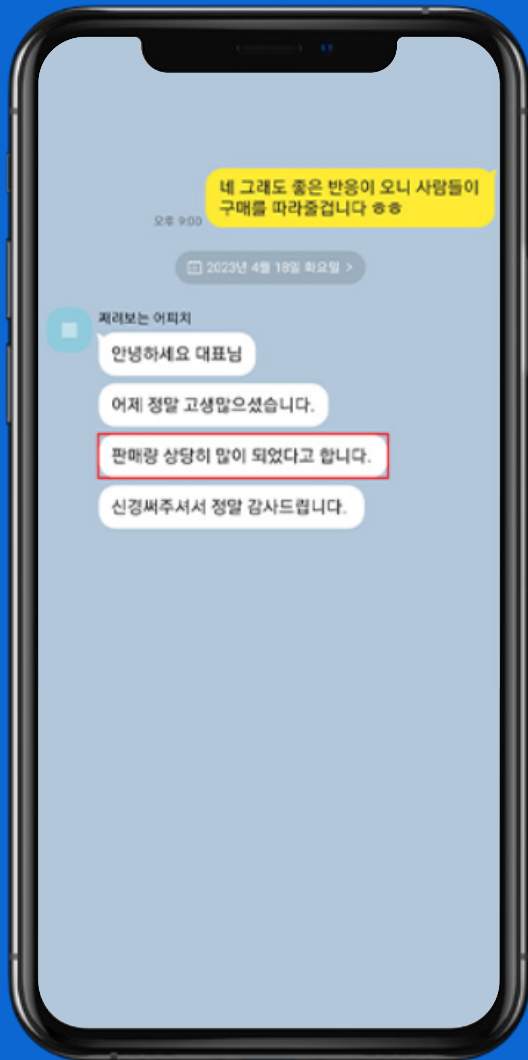 네 그래도 좋은 반응이 오니 사람들이
구매를 따라줄겁니다 ㅎㅎ
오후 9:00
2023년 4월 18일 화요일 >
째려보는 어피치
안녕하세요 대표님
어제 정말 고생많으셨습니다.
판매량 상당히 많이 되었다고 합니다.
신경써주셔서 정말 감사드립니다.